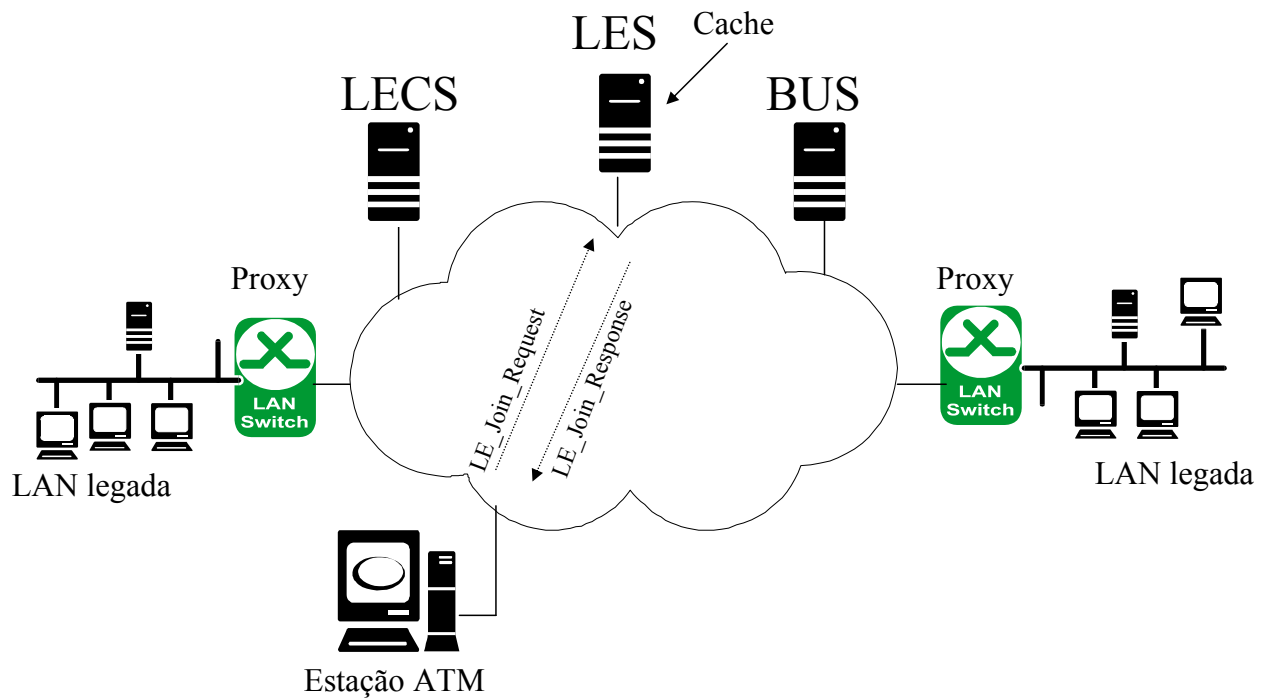 LES
Cache
LECS
BUS
Proxy
Proxy
LE_Join_Request
LE_Join_Response
LAN
Switch
LAN
Switch
LAN legada
LAN legada
Estação ATM